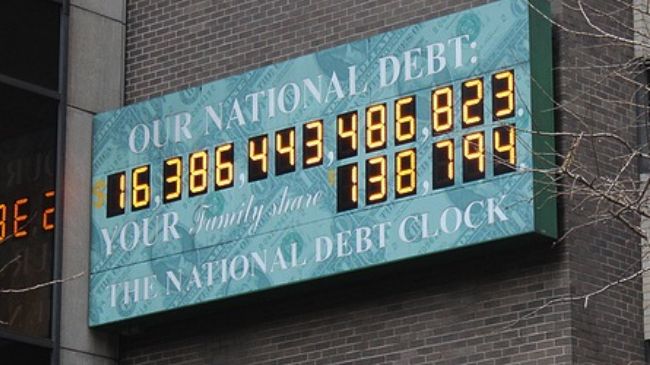 OUR NATIONAL DEBT:
$16,386,443,486,823
YOUR Family share $138,794
THE NATIONAL DEBT CLOCK